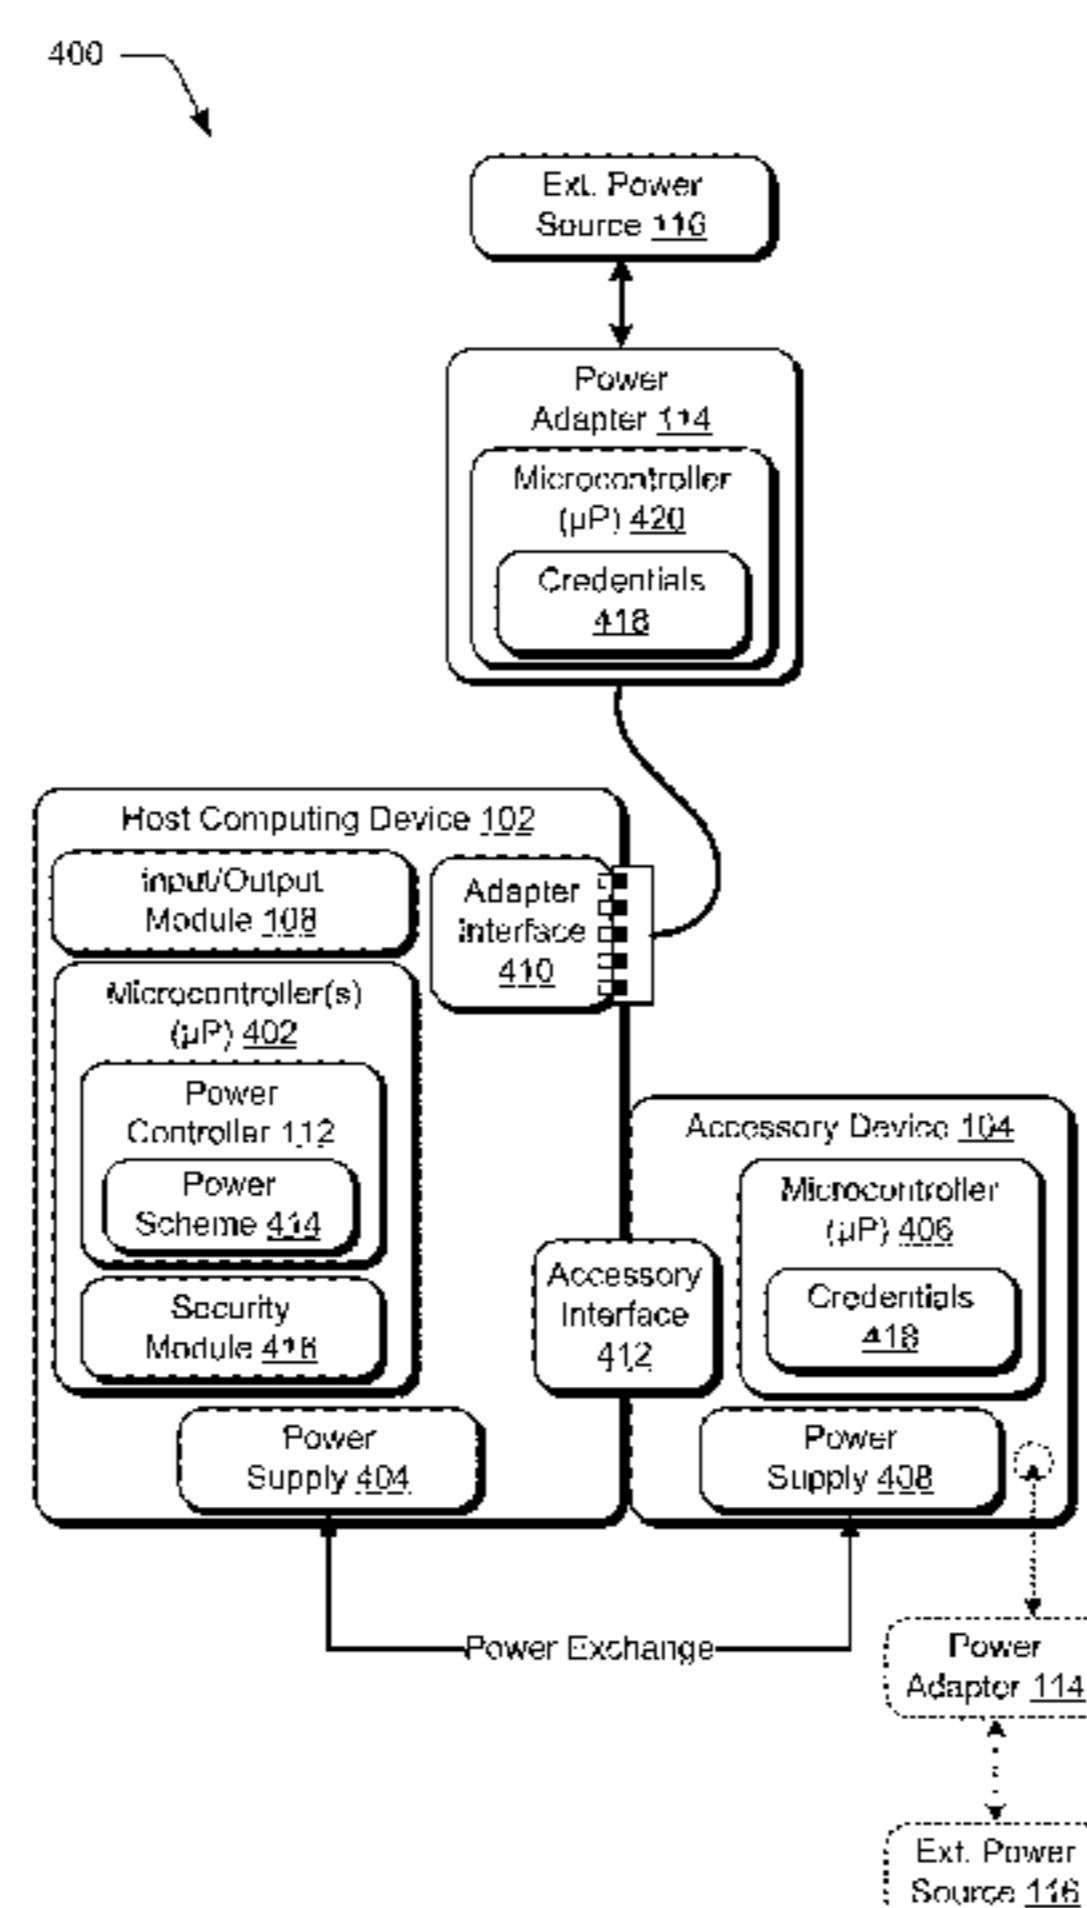 400
Ext. Power
Source 116
Power
Adapter 114
Microcontroller
(µP) 420
Credentials
418
Host Computing Device 102
Input/Output
Module 108
Adapter
Interface
410
Microcontroller(s)
(µP) 402
Power
Controller 112
Power
Scheme 414
Security
Module 416
Power
Supply 404
Accessory Device 104
Microcontroller
(µP) 406
Credentials
418
Accessory
Interface
412
Power
Supply 408
Power Exchange
Power
Adapter 114
Ext. Power
Source 116